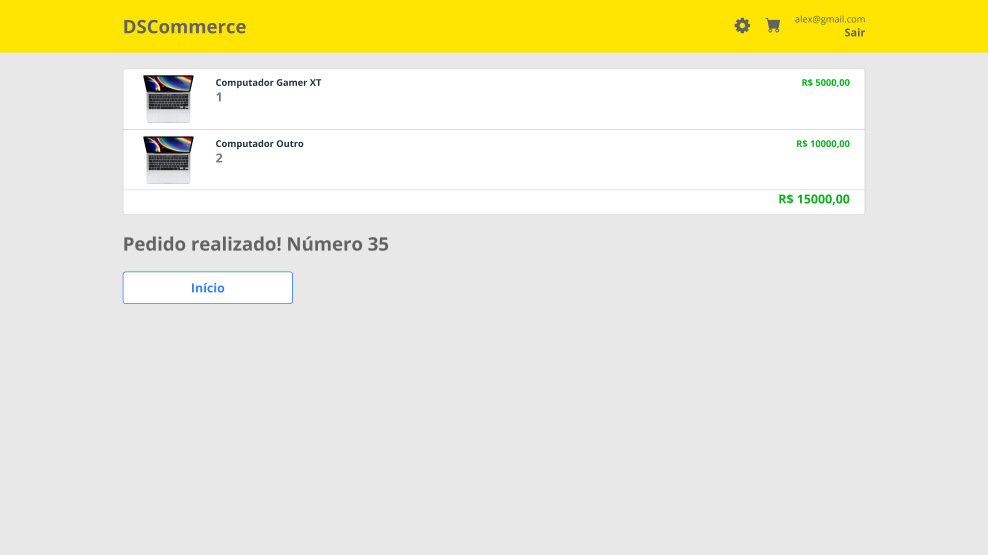 DSCommerce
alex@gmail.com
Sair
Computador Gamer XT
R$ 5000,00
1
Computador Outro
R$ 10000,00
2
R$ 15000,00
Pedido realizado! Número 35
Início